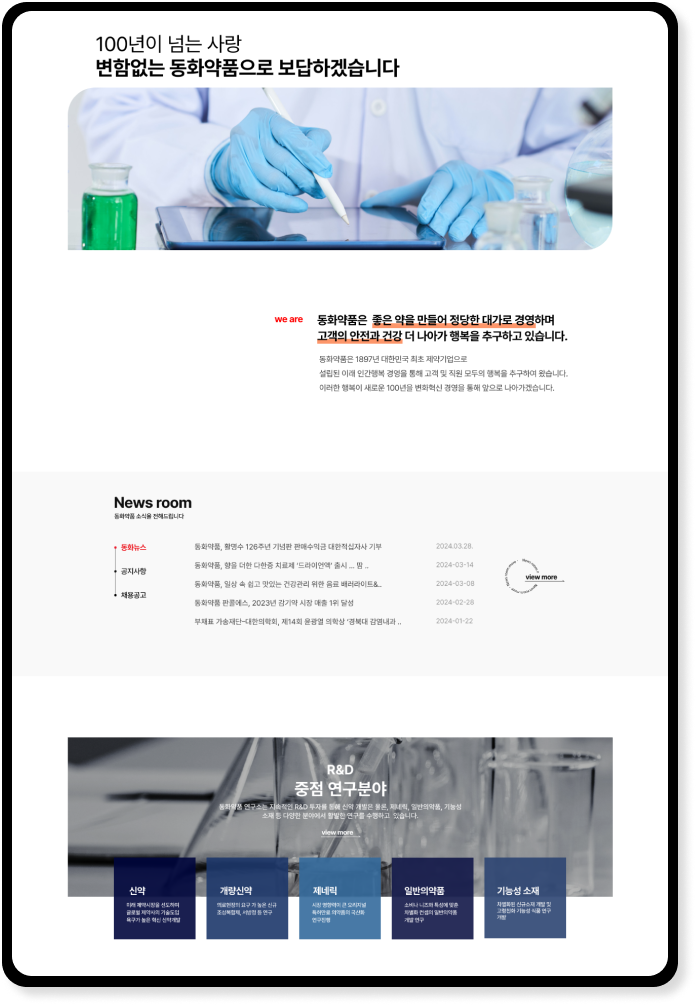 100년이 넘는 사랑
변함없는 동화약품으로 보답하겠습니다
we are
동화약품은 좋은 약을 만들어 정당한 대가로 경영하며
고객의 안전과 건강 더 나아가 행복을 추구하고 있습니다.
동화약품은 1897년 대한민국 최초 제약기업으로
설립된 이래 인간행복 경영을 통해 고객 및 직원 모두의 행복을 추구하여 왔습니다.
이러한 행복이 새로운 100년을 변화혁신 경영을 통해 앞으로 나아가겠습니다.
News room
동화약품 소식을 전해드립니다
동화뉴스
공지사항
채용공고
동화약품, 활명수 126주년 기념판 판매수익금 대한적십자사 기부 2024.03.28.
동화약품, 향을 더한 다한증 치료제 '드라이언액' 출시 ... 땀 .. 2024-03-14
동화약품, 일상 속 쉽고 맛있는 건강관리 위한 음료 배러라이트&.. 2024-03-08
동화약품 판콜에스, 2023년 감기약 시장 매출 1위 달성 2024-02-28
부채표 가송재단-대한의학회, 제14회 윤광열 의학상 '경북대 감염내과 .. 2024-01-22
view more
R&D
중점 연구분야
동화약품 연구소는 지속적인 R&D 투자를 통해 신약 개발은 물론, 제네릭, 일반의약품, 기능성
소재 등 다양한 분야에서 활발한 연구를 수행하고 있습니다.
view more
신약
미래 제약시장을 선도하며
글로벌 제약사의 기술도입
욕구가 높은 혁신 신약개발
개량신약
의료현장의 요구 가 높은 신규
조성복합제, 서방정 등 연구
제네릭
시장 영향력이 큰 오리지널
특허만료 의약품의 국산화
연구진행
일반의약품
소비나 니즈와 특성에 맞춘
차별화 컨셉의 일반의약품
개발 연구
기능성 소재
차별화된 신규소재 개발 및
고령친화 기능성 식품 연구
개발